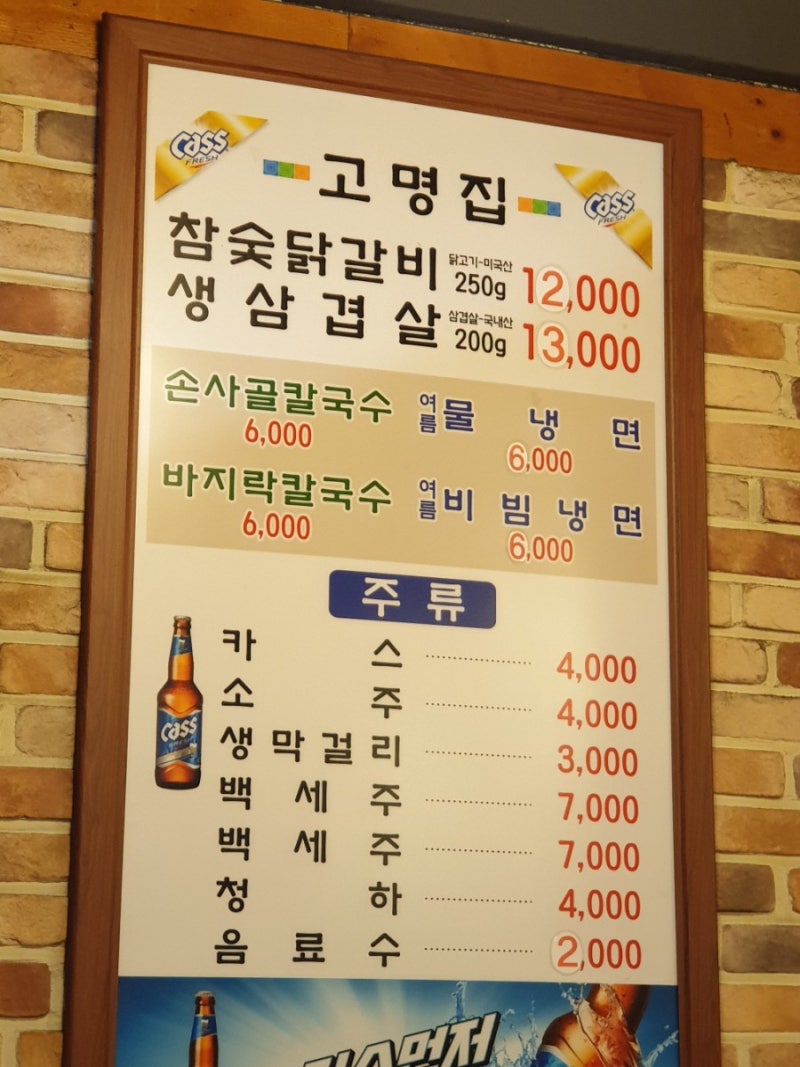 Cass FRESH
고명집
Cass FRESH
참숯닭갈비 닭고기-미국산 250g 12,000
생삼겹살 삼겹살-국내산 200g 13,000
손사골칼국수 여름 물냉면
6,000 6,000
바지락칼국수 여름 비빔냉면
6,000 6,000
주류
카스 4,000
소주 4,000
생막걸리 3,000
백세주 7,000
백세주 7,000
청하 4,000
음료수 2,000
Cass